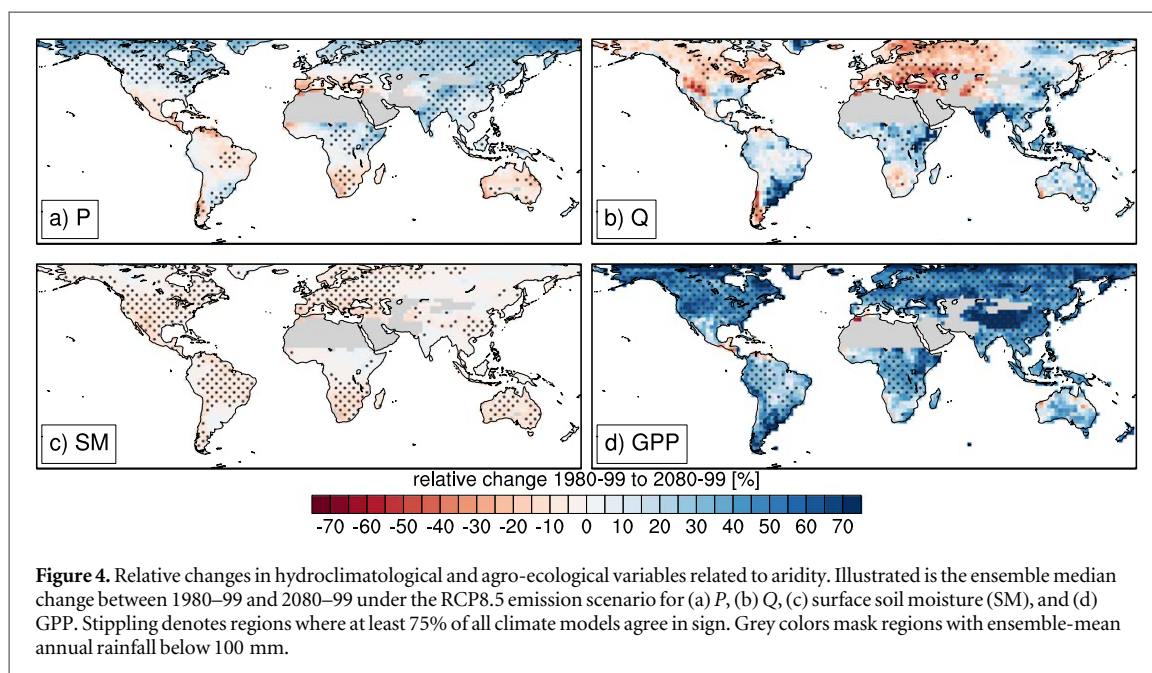 a) P
b) Q
c) SM
d) GPP
relative change 1980-99 to 2080-99 [%]
-70 -60 -50 -40 -30 -20 -10 0 10 20 30 40 50 60 70
Figure 4. Relative changes in hydroclimatological and agro-ecological variables related to aridity. Illustrated is the ensemble median
change between 1980–99 and 2080–99 under the RCP8.5 emission scenario for (a) P, (b) Q, (c) surface soil moisture (SM), and (d)
GPP. Stippling denotes regions where at least 75% of all climate models agree in sign. Grey colors mask regions with ensemble-mean
annual rainfall below 100 mm.